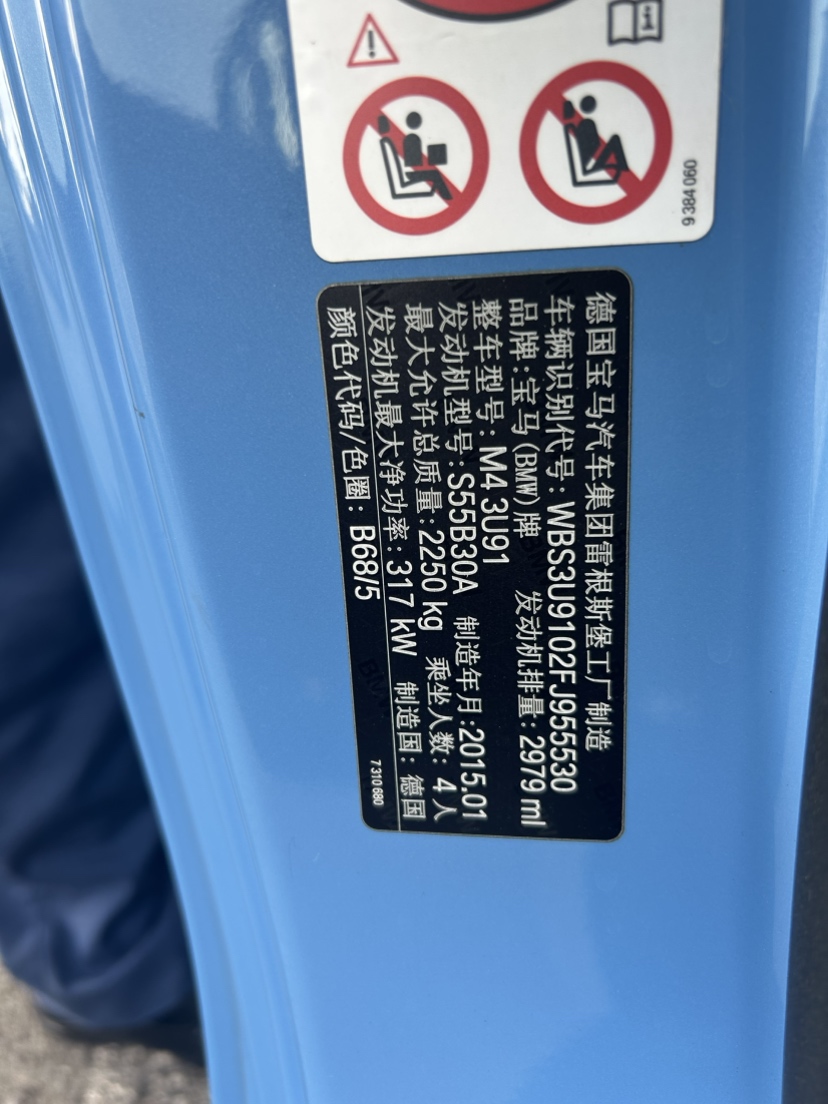 9 384 060
德国宝马汽车集团雷根斯堡工厂制造
车辆识别代号: WBS3U9102FJ955530
品牌:宝马(BMW)牌 发动机排量: 2979 ml
整车型号: M4 3U91
发动机型号:S55B30A 制造年月:2015.01
最大允许总质量: 2250 kg 乘坐人数: 4 人
发动机最大净功率: 317 kW 制造国: 德国
颜色代码/色圈: B68/5 7 310 680